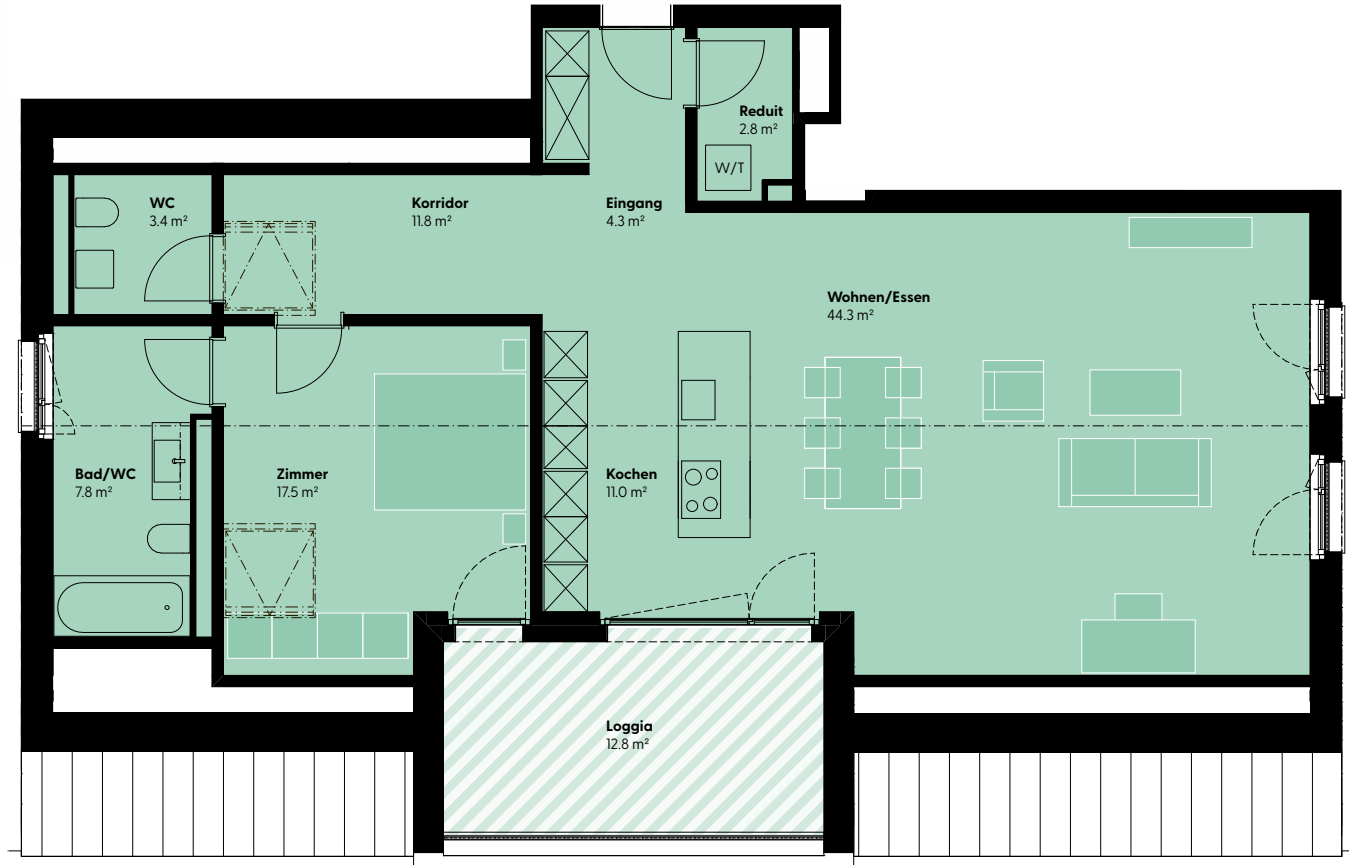 Reduit
2.8 m²
W/T
WC
3.4 m²
Korridor
11.8 m²
Eingang
4.3 m²
Wohnen/Essen
44.3 m²
Bad/WC
7.8 m²
Zimmer
17.5 m²
Kochen
11.0 m²
Loggia
12.8 m²